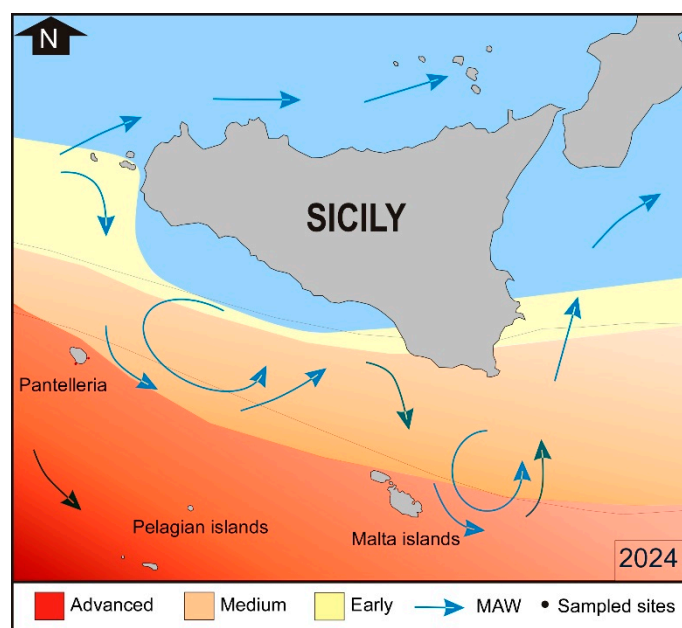 N
SICILY
Pantelleria
Pelagian islands
Malta islands
2024
Advanced
Medium
Early
MAW
Sampled sites